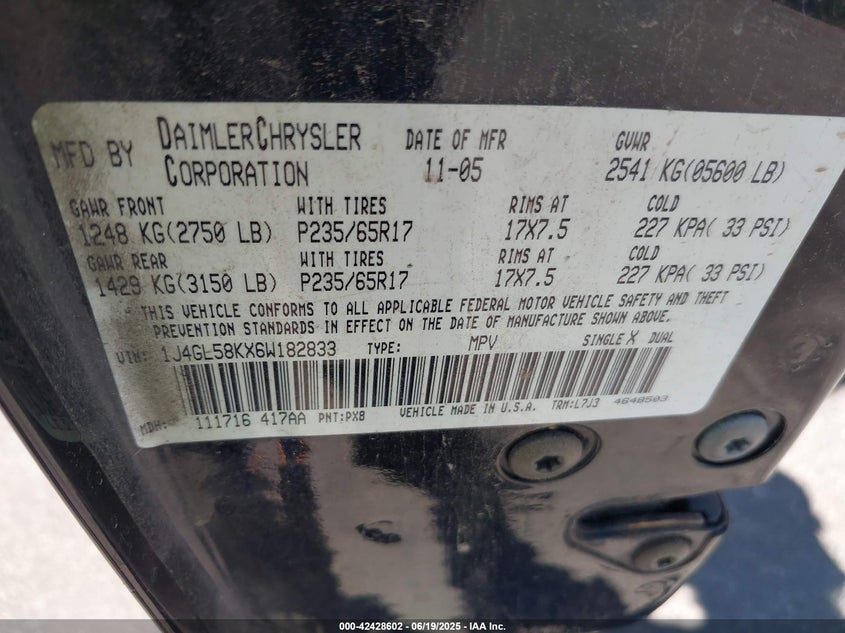 MFD BY DAIMLERCHRYSLER CORPORATION DATE OF MFR 11-05 GVWR 2541 KG(05600 LB)
GAWR FRONT WITH TIRES RIMS AT COLD
1248 KG(2750 LB) P235/65R17 17X7.5 227 KPA( 33 PSI)
GAWR REAR WITH TIRES RIMS AT COLD
1429 KG(3150 LB) P235/65R17 17X7.5 227 KPA( 33 PSI)
THIS VEHICLE CONFORMS TO ALL APPLICABLE FEDERAL MOTOR VEHICLE SAFETY AND THEFT
PREVENTION STANDARDS IN EFFECT ON THE DATE OF MANUFACTURE SHOWN ABOVE.
VIN: 1J4GL58KX6W182833 TYPE: MPV SINGLE X DUAL
MDH: 111716 417AA PNT:PXB VEHICLE MADE IN U.S.A. TRM:L7J3 4648503
000-42428602 - 06/19/2025 - IAA Inc.